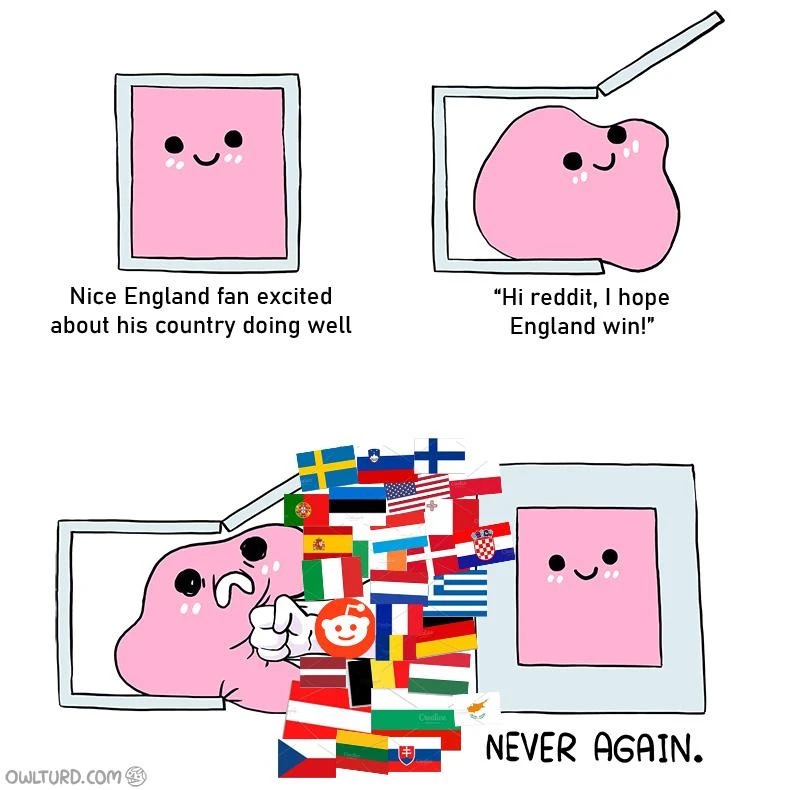 Nice England fan excited
about his country doing well
“Hi reddit, I hope
England win!”
NEVER AGAIN.
OWLTURD.COM